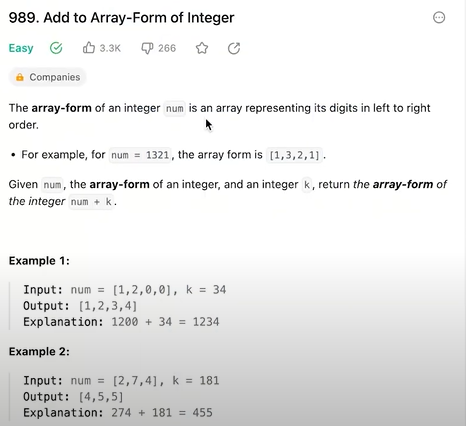 989. Add to Array-Form of Integer
Easy 3.3K 266
Companies
The array-form of an integer num is an array representing its digits in left to right
order.
• For example, for num = 1321, the array form is [1,3,2,1].
Given num, the array-form of an integer, and an integer k, return the array-form of
the integer num + k.
Example 1:
Input: num = [1,2,0,0], k = 34
Output: [1,2,3,4]
Explanation: 1200 + 34 = 1234
Example 2:
Input: num = [2,7,4], k = 181
Output: [4,5,5]
Explanation: 274 + 181 = 455